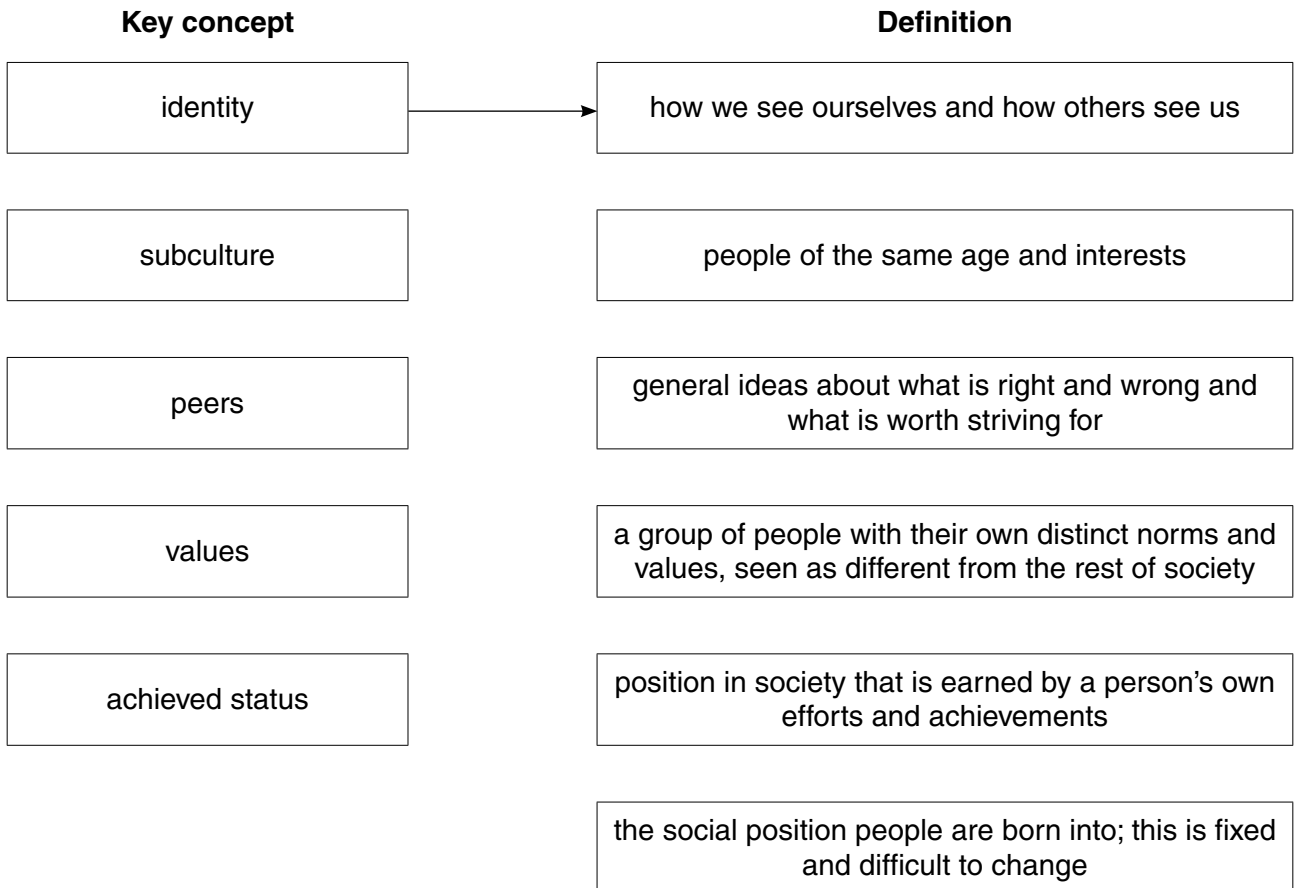 Key concept
Definition
identity
how we see ourselves and how others see us
subculture
people of the same age and interests
peers
general ideas about what is right and wrong and
what is worth striving for
values
a group of people with their own distinct norms and
values, seen as different from the rest of society
achieved status
position in society that is earned by a person’s own
efforts and achievements
the social position people are born into; this is fixed
and difficult to change